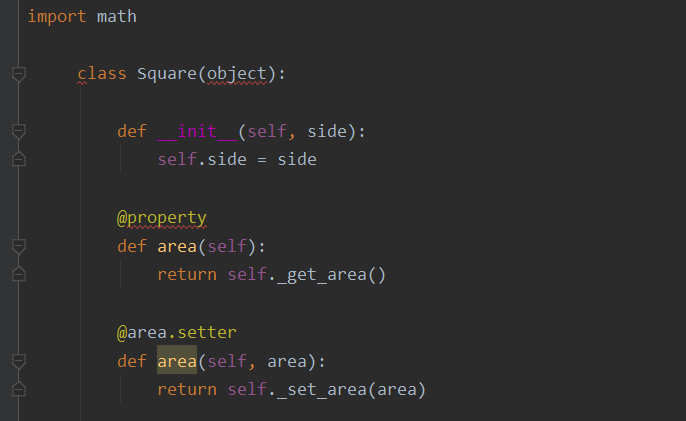 import math
class Square(object):
def __init__(self, side):
self.side = side
@property
def area(self):
return self._get_area()
@area.setter
def area(self, area):
return self._set_area(area)